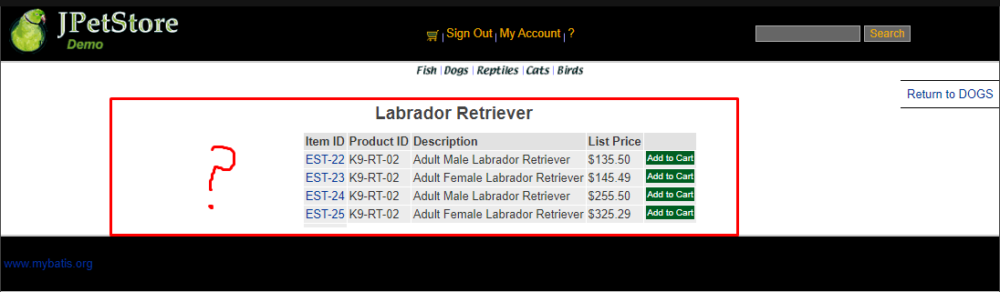 JPetStore
Demo
Sign Out | My Account | ?
Search
Fish | Dogs | Reptiles | Cats | Birds
Return to DOGS
Labrador Retriever
Item ID Product ID Description List Price
EST-22 K9-RT-02 Adult Male Labrador Retriever $135.50 Add to Cart
EST-23 K9-RT-02 Adult Female Labrador Retriever $145.49 Add to Cart
EST-24 K9-RT-02 Adult Male Labrador Retriever $255.50 Add to Cart
EST-25 K9-RT-02 Adult Female Labrador Retriever $325.29 Add to Cart
?
www.mybatis.org